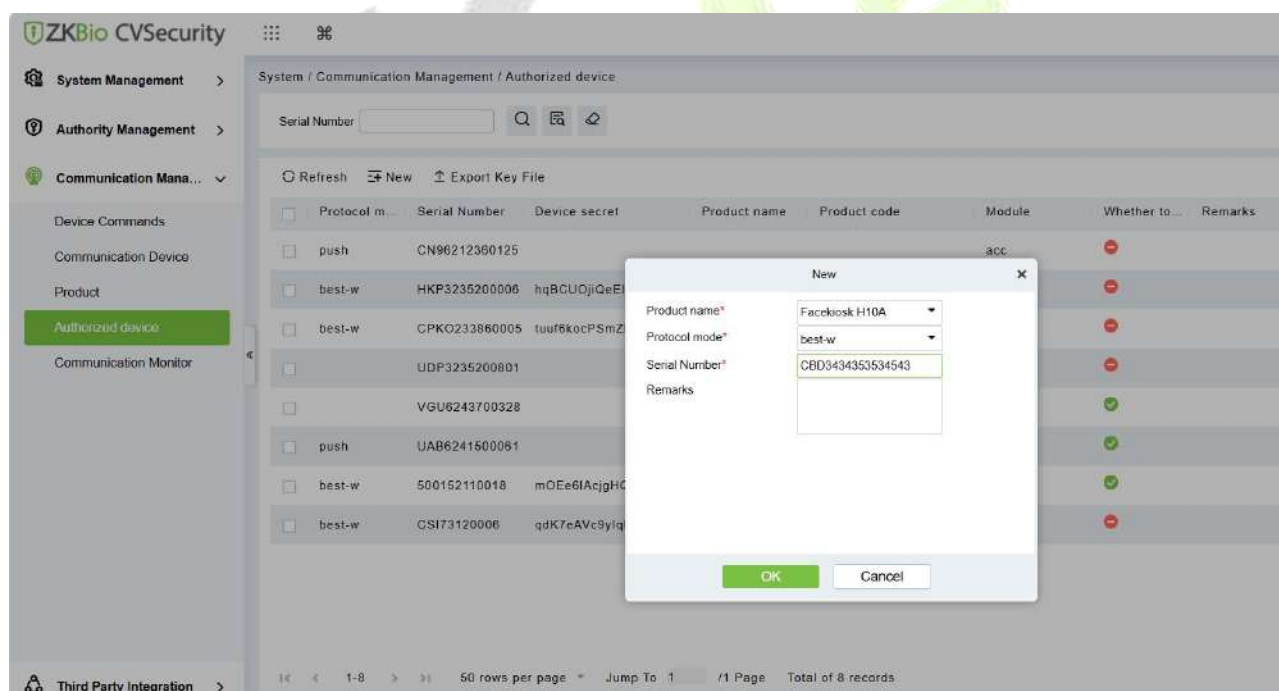 ZKBio CVSecurity
System Management
Authority Management
Communication Mana...
Device Commands
Communication Device
Product
Authorized device
Communication Monitor
Third Party Integration
System / Communication Management / Authorized device
Serial Number
Refresh New Export Key File
Protocol m... Serial Number Device secret Product name Product code Module Whether to... Remarks
push CN96212360125 acc
best-w HKP3235200006
best-w CPKO233860005
UDP3235200801
VGU6243700328
push UAB6241500061
best-w 500152110018
best-w CSI73120006
New
Product name* Facekiosk H10A
Protocol mode* best-w
Serial Number* CBD3434353534543
Remarks
OK Cancel
1-8 50 rows per page Jump To 1 /1 Page Total of 8 records